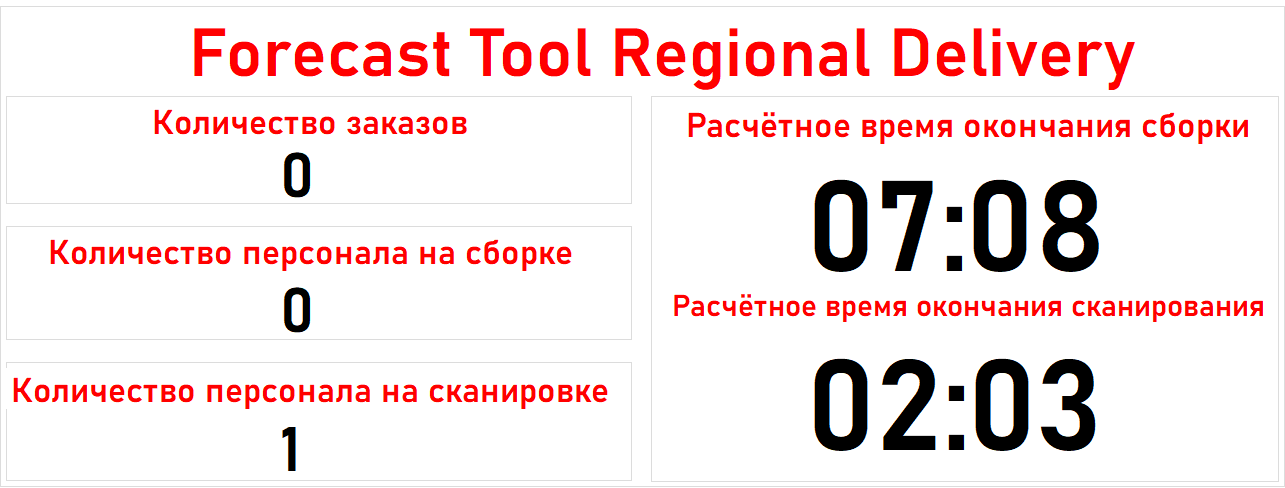 Forecast Tool Regional Delivery
Количество заказов
0
Количество персонала на сборке
0
Количество персонала на сканировке
1
Расчётное время окончания сборки
07:08
Расчётное время окончания сканирования
02:03